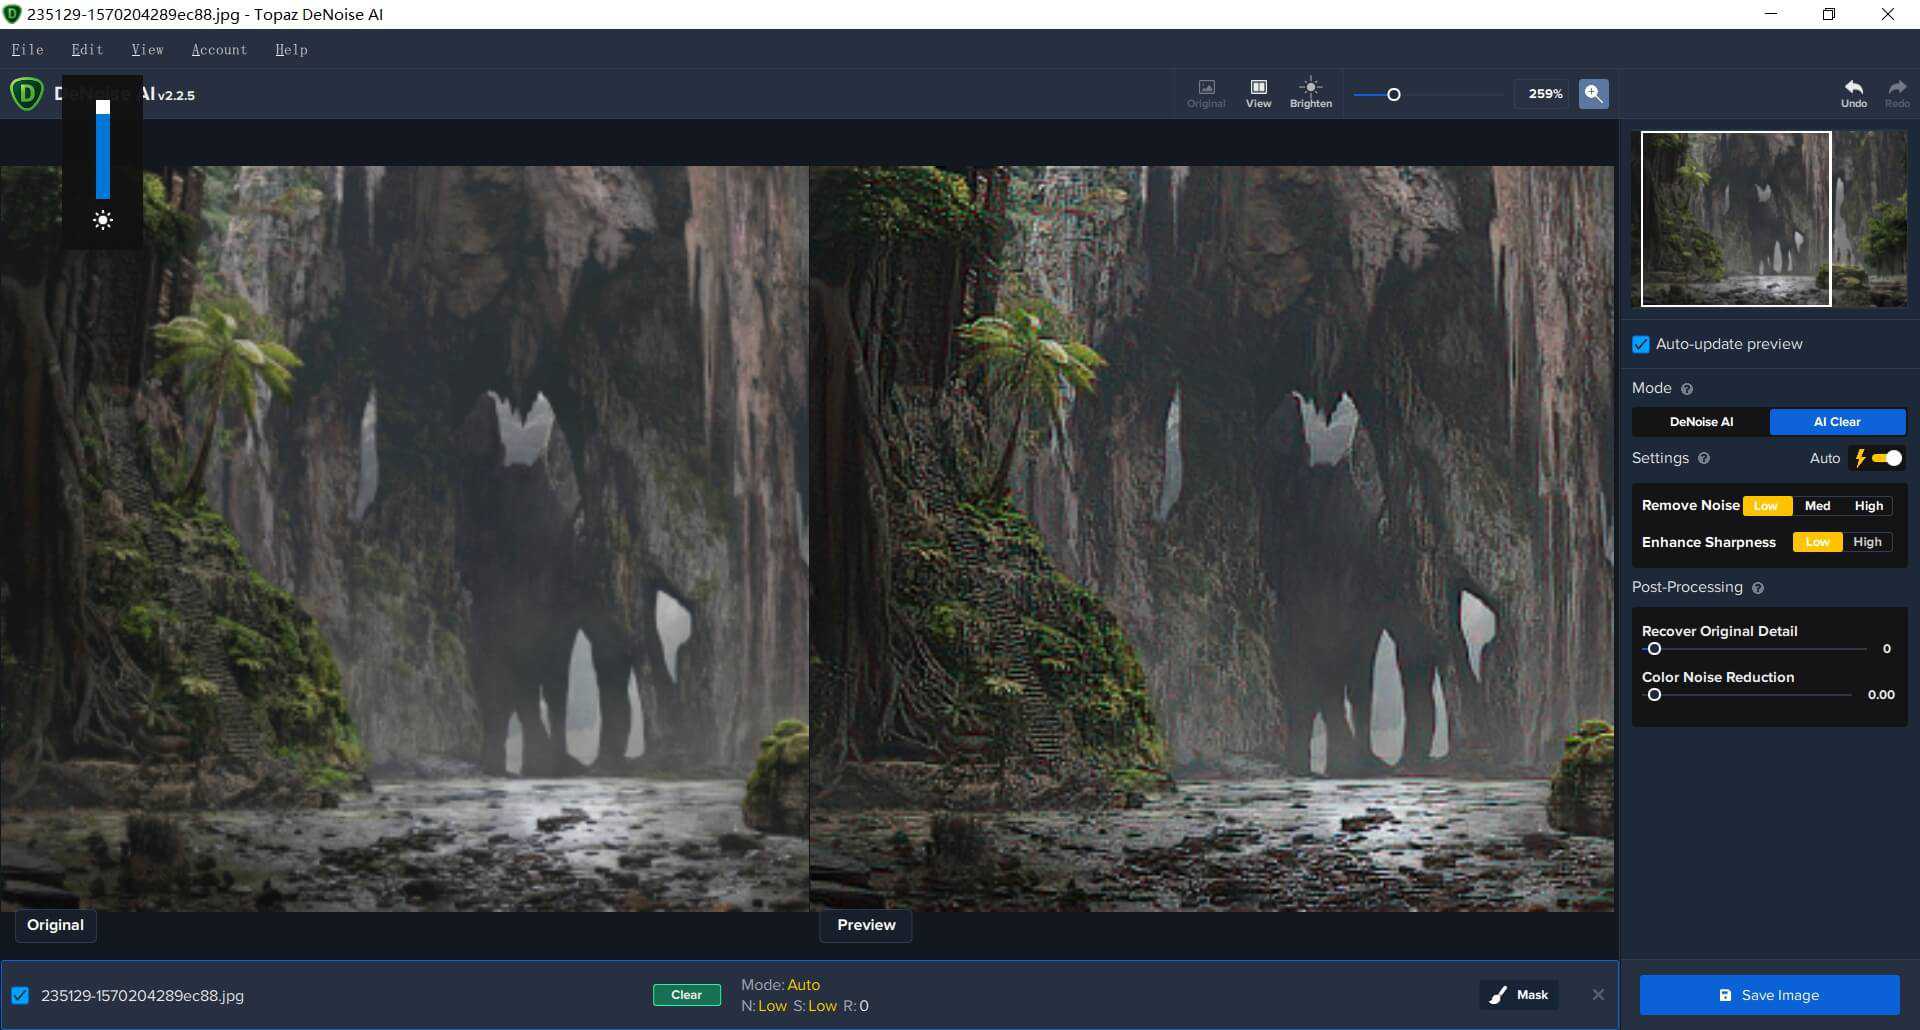 235129-1570204289ec88.jpg - Topaz DeNoise AI
File Edit View Account Help
DeNoise AI v2.2.5
Original View Brighten 259% Undo Redo
Auto-update preview
Mode
DeNoise AI AI Clear
Settings Auto
Remove Noise Low Med High
Enhance Sharpness Low High
Post-Processing
Recover Original Detail
0
Color Noise Reduction
0.00
Original Preview
235129-1570204289ec88.jpg Clear Mode: Auto
N: Low S: Low R: 0
Mask
Save Image